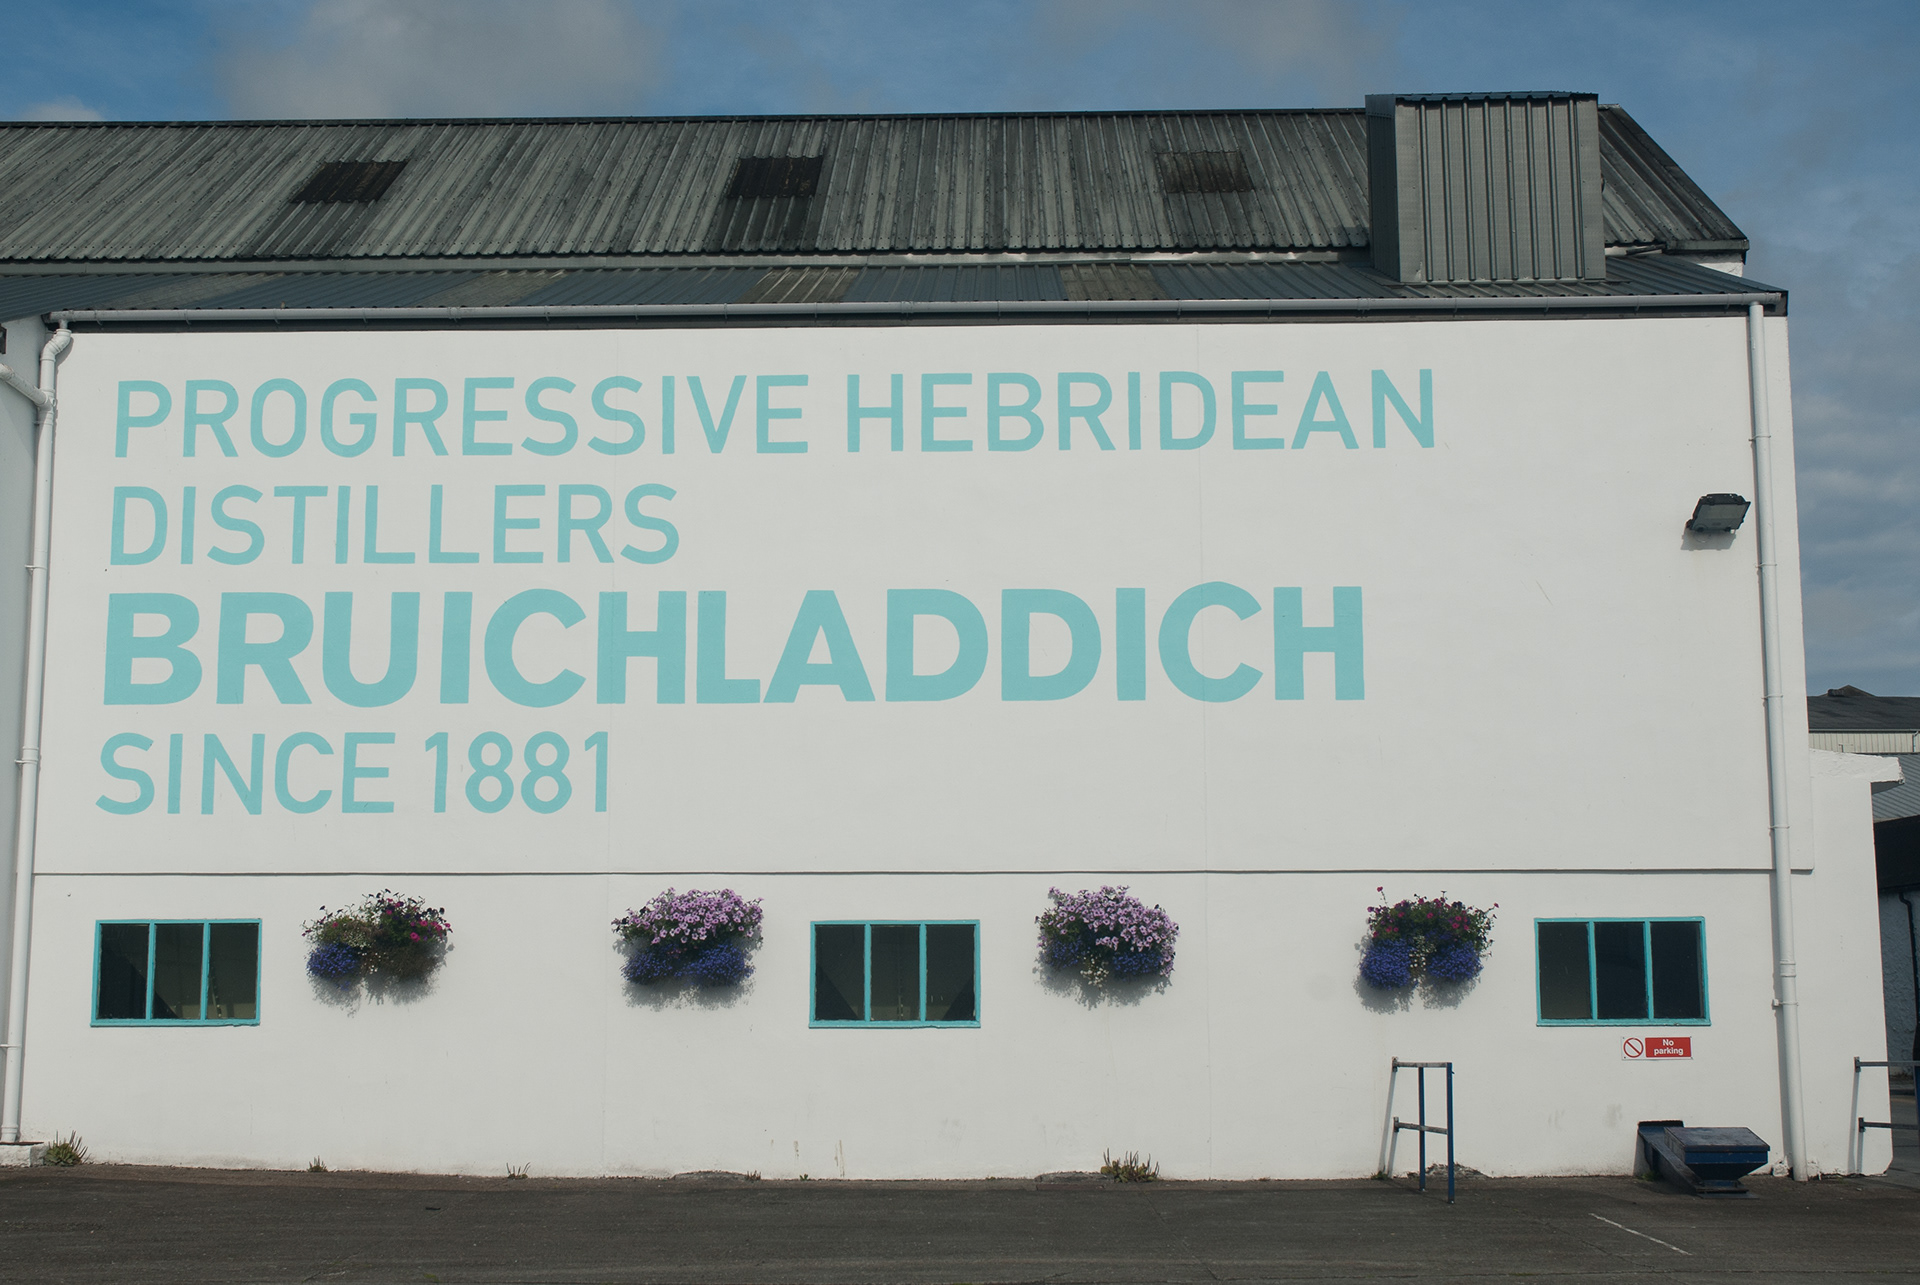 PROGRESSIVE HEBRIDEAN
DISTILLERS
BRUICHLADDICH
SINCE 1881
No
parking